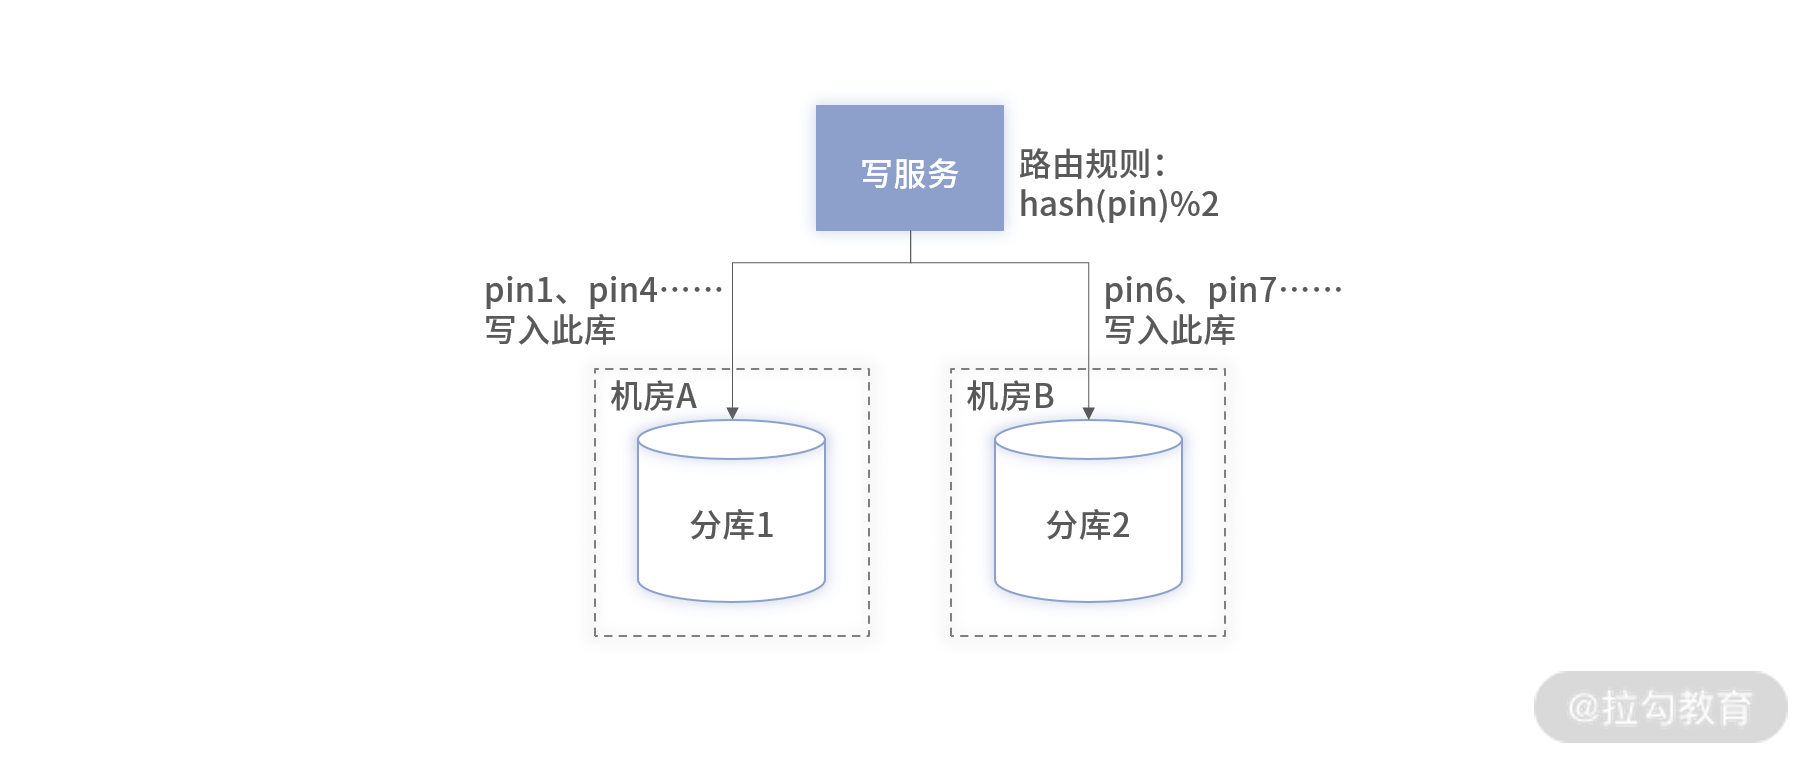 写服务
路由规则：
hash(pin)%2
pin1、pin4……
写入此库
pin6、pin7……
写入此库
机房A
机房B
分库1
分库2
@拉勾教育